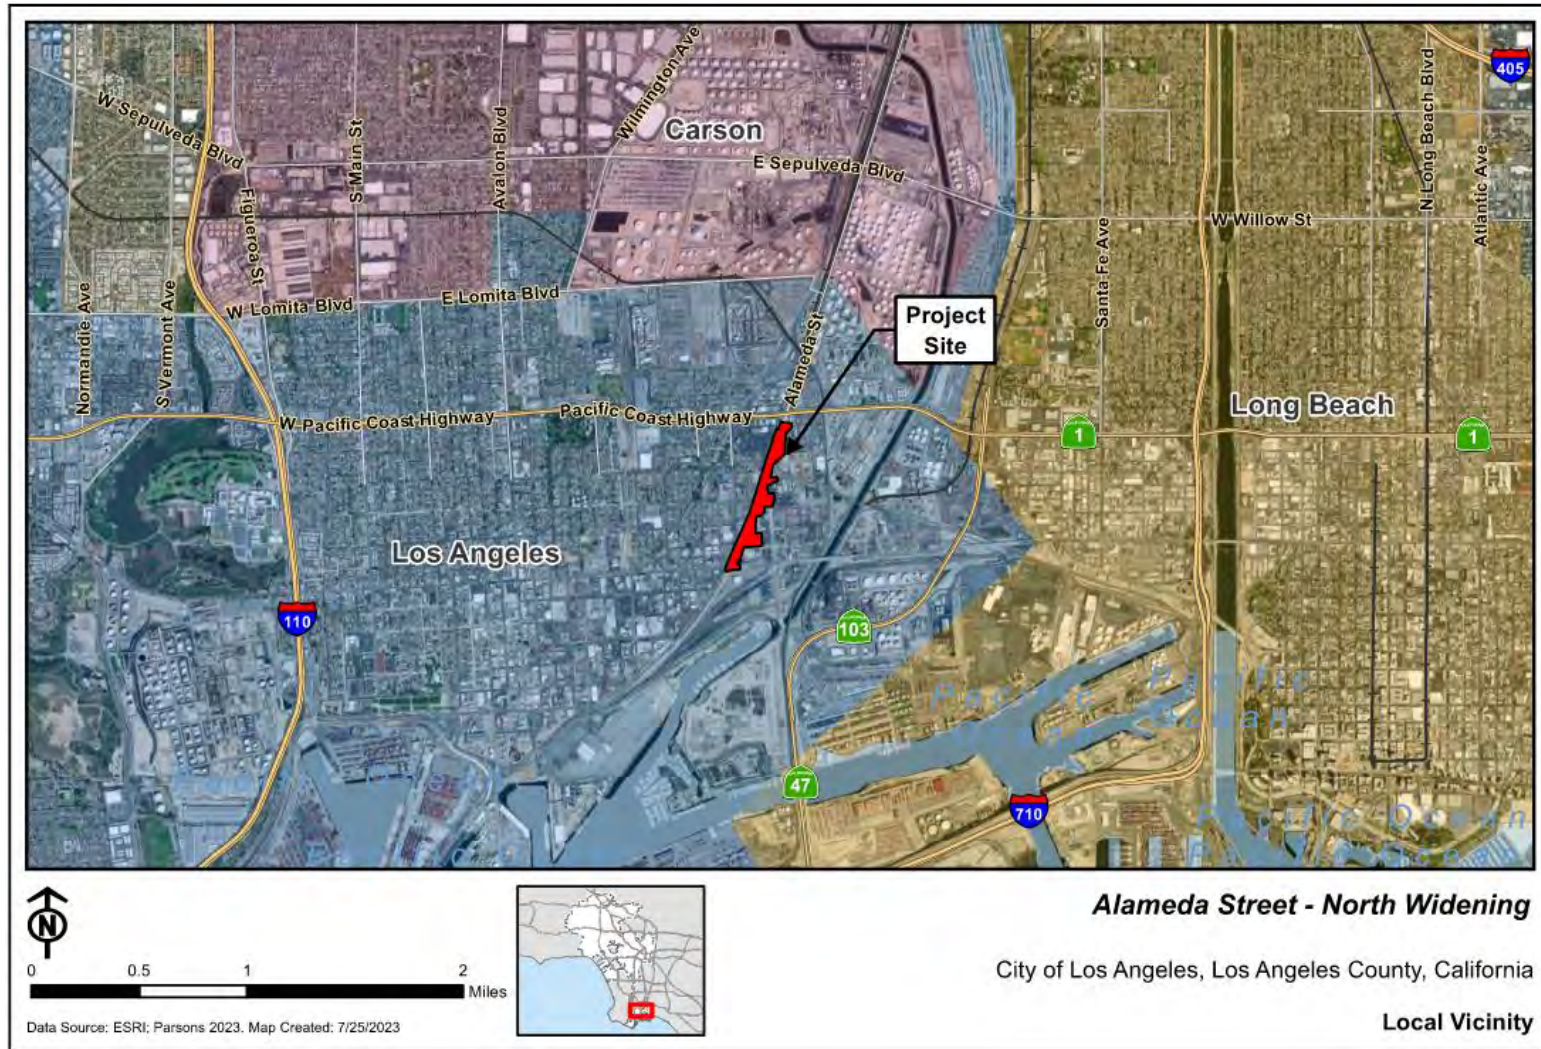 405
N Long Beach Blvd
Atlantic Ave
Wilmington Ave
W Sepulveda Blvd
Carson
S Main St
Avalon Blvd
E Sepulveda Blvd
Figueroa St
W Willow St
Santa Fe Ave
Normandie Ave
S Vermont Ave
W Lomita Blvd
E Lomita Blvd
Alameda St
Project
Site
W Pacific Coast Highway
Pacific Coast Highway
Long Beach
1
1
Los Angeles
110
103
47
710
Pacific
Pacific
Ocean
Pacific Ocean
N
0 0.5 1 2
Miles
Data Source: ESRI; Parsons 2023. Map Created: 7/25/2023
Alameda Street - North Widening
City of Los Angeles, Los Angeles County, California
Local Vicinity